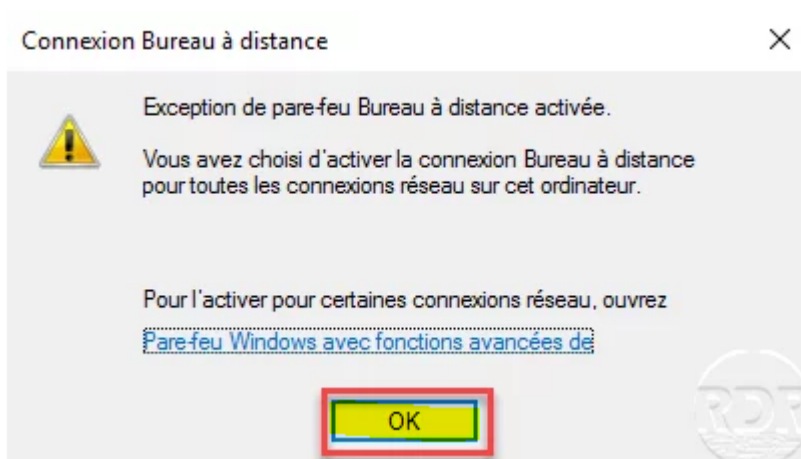 Connexion Bureau à distance
Exception de pare-feu Bureau à distance activée.
Vous avez choisi d'activer la connexion Bureau à distance
pour toutes les connexions réseau sur cet ordinateur.
Pour l'activer pour certaines connexions réseau, ouvrez
Pare-feu Windows avec fonctions avancées de
OK
RDR